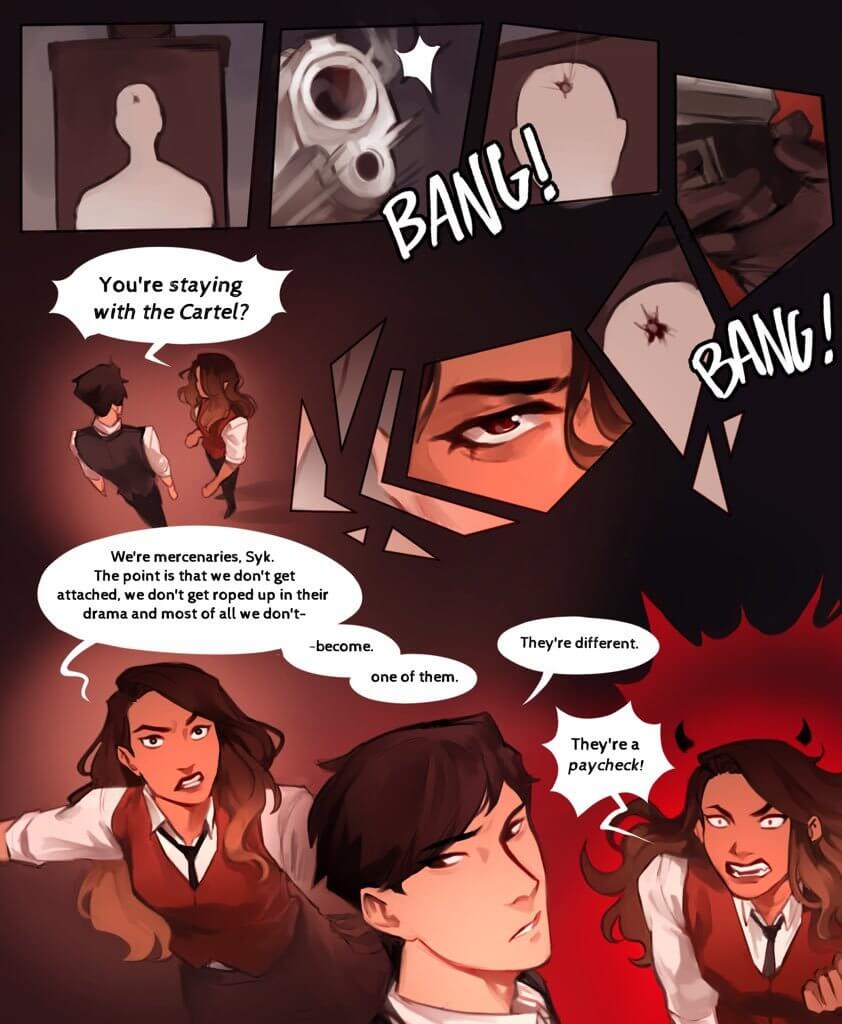 BANG!
BANG!
You're staying
with the Cartel?
We're mercenaries, Syk.
The point is that we don't get
attached, we don't get roped up in their
drama and most of all we don't-
-become.
one of them.
They're different.
They're a
paycheck!